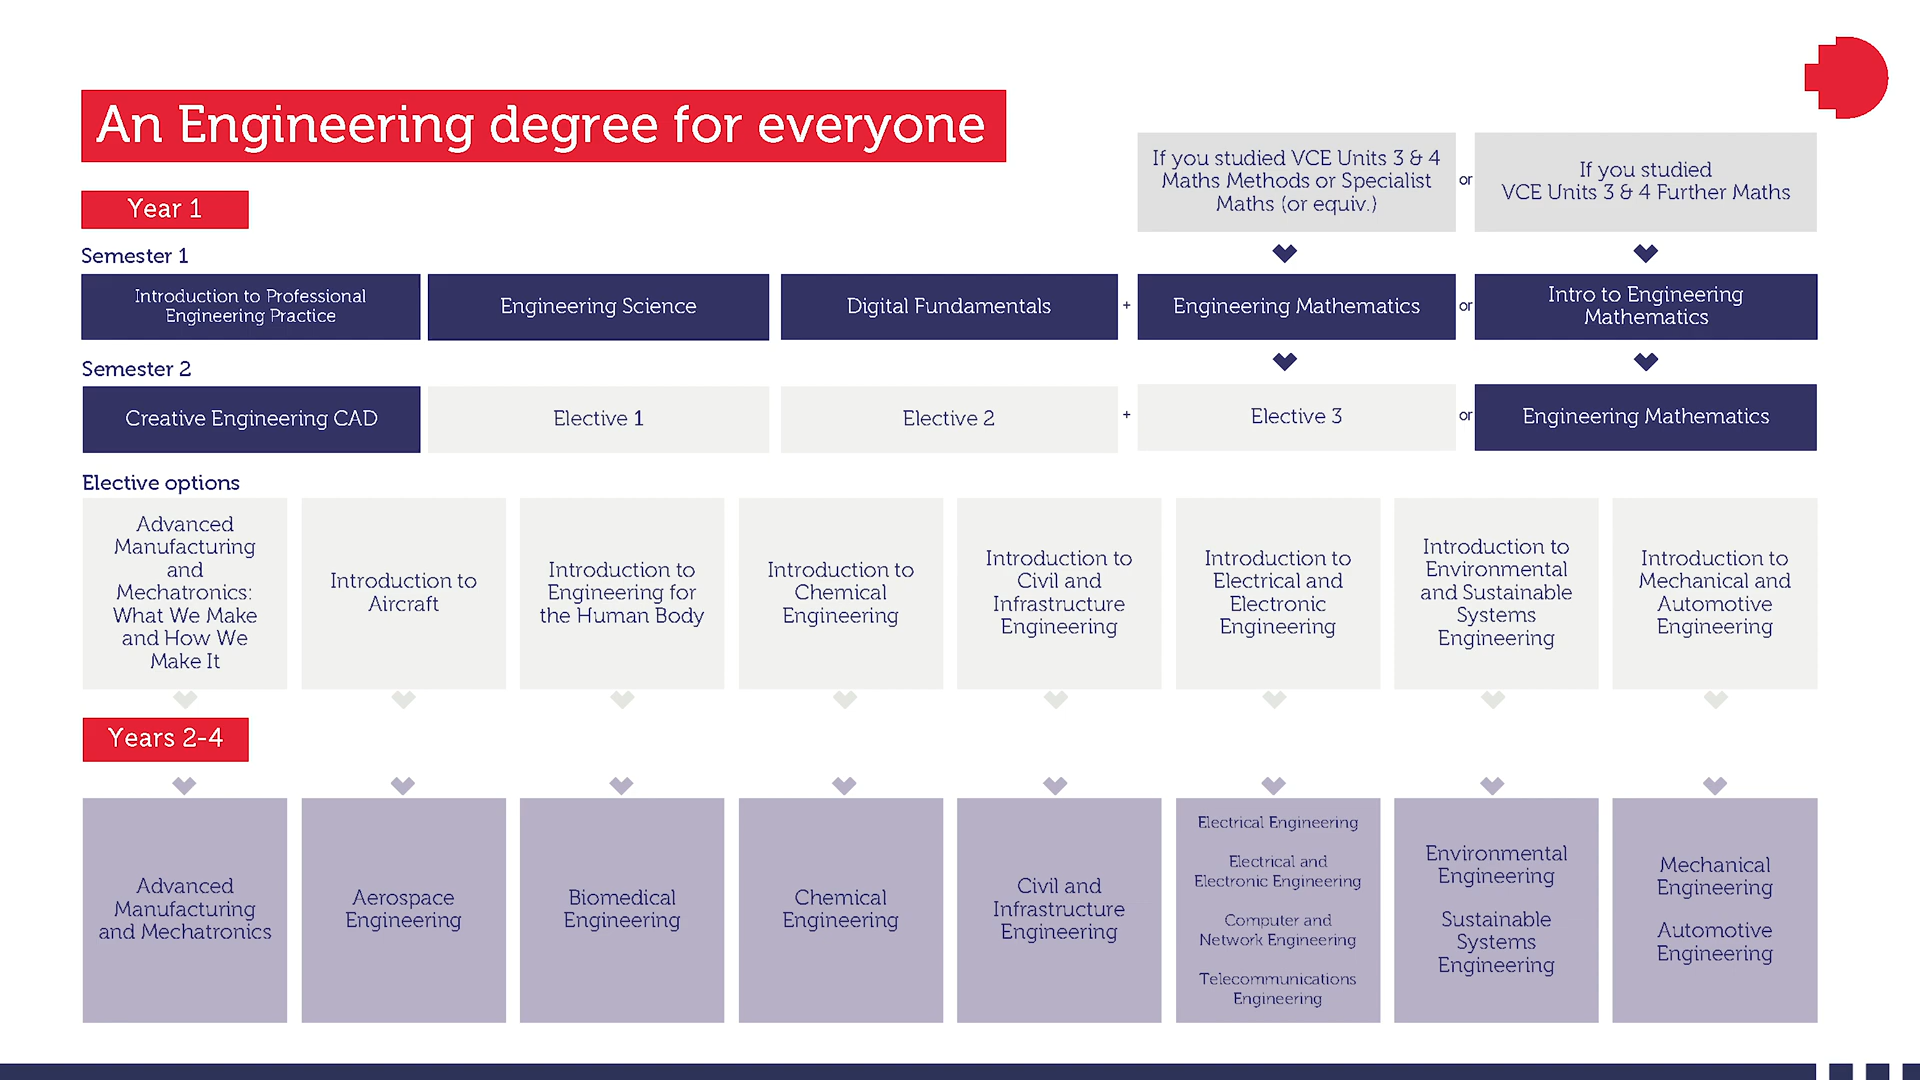 An Engineering degree for everyone
If you studied VCE Units 3 & 4
Maths Methods or Specialist
Maths (or equiv.)
or
If you studied
VCE Units 3 & 4 Further Maths
Year 1
Semester 1
Introduction to Professional
Engineering Practice
Engineering Science
Digital Fundamentals
+
Engineering Mathematics
or
Intro to Engineering
Mathematics
Semester 2
Creative Engineering CAD
Elective 1
Elective 2
+
Elective 3
or
Engineering Mathematics
Elective options
Advanced
Manufacturing
and
Mechatronics:
What We Make
and How We
Make It
Introduction to
Aircraft
Introduction to
Engineering for
the Human Body
Introduction to
Chemical
Engineering
Introduction to
Civil and
Infrastructure
Engineering
Introduction to
Electrical and
Electronic
Engineering
Introduction to
Environmental
and Sustainable
Systems
Engineering
Introduction to
Mechanical and
Automotive
Engineering
Years 2-4
Advanced
Manufacturing
and Mechatronics
Aerospace
Engineering
Biomedical
Engineering
Chemical
Engineering
Civil and
Infrastructure
Engineering
Electrical Engineering
Electrical and
Electronic Engineering
Computer and
Network Engineering
Telecommunications
Engineering
Environmental
Engineering
Sustainable
Systems
Engineering
Mechanical
Engineering
Automotive
Engineering